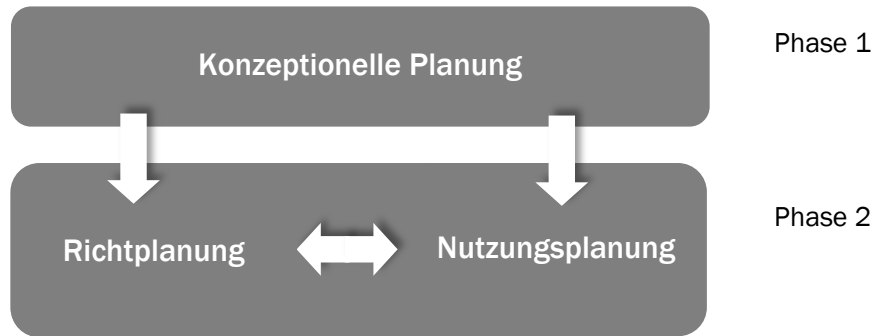 Konzeptionelle Planung
Phase 1
Richtplanung
Nutzungsplanung
Phase 2